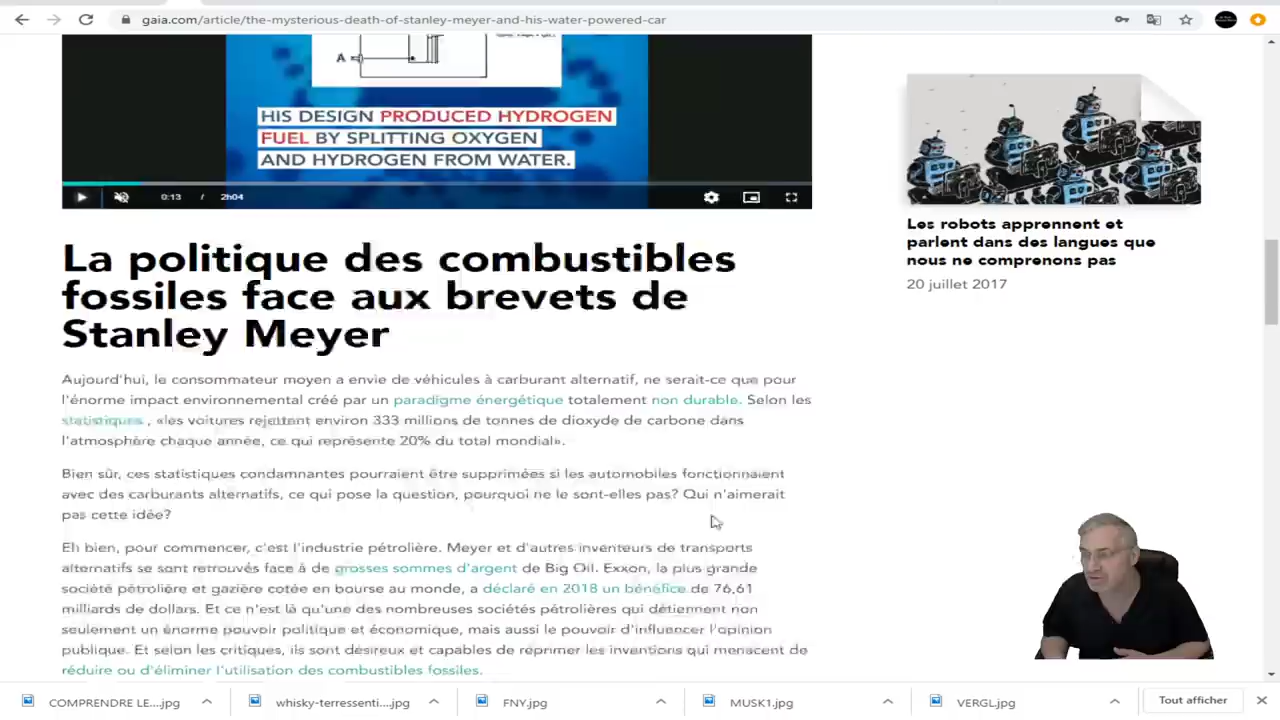 gaia.com/article/the-mysterious-death-of-stanley-meyer-and-his-water-powered-car
A
HIS DESIGN PRODUCED HYDROGEN
FUEL BY SPLITTING OXYGEN
AND HYDROGEN FROM WATER.
0:13 / 2h04
La politique des combustibles
fossiles face aux brevets de
Stanley Meyer
Aujourd'hui, le consommateur moyen a envie de véhicules à carburant alternatif, ne serait-ce que pour
l'énorme impact environnemental créé par un paradigme énergétique totalement non durable. Selon les
statistiques , «les voitures rejettent environ 333 millions de tonnes de dioxyde de carbone dans
l'atmosphère chaque année, ce qui représente 20% du total mondial».
Bien sûr, ces statistiques condamnantes pourraient être supprimées si les automobiles fonctionnaient
avec des carburants alternatifs, ce qui pose la question, pourquoi ne le sont-elles pas? Qui n'aimerait
pas cette idée?
Eh bien, pour commencer, c'est l'industrie pétrolière. Meyer et d'autres inventeurs de transports
alternatifs se sont retrouvés face à de grosses sommes d'argent de Big Oil. Exxon, la plus grande
société pétrolière et gazière cotée en bourse au monde, a déclaré en 2018 un bénéfice de 76,61
milliards de dollars. Et ce n'est là qu'une des nombreuses sociétés pétrolières qui détiennent non
seulement un énorme pouvoir politique et économique, mais aussi le pouvoir d'influencer l'opinion
publique. Et selon les critiques, ils sont désireux et capables de réprimer les inventions qui menacent de
réduire ou d'éliminer l'utilisation des combustibles fossiles.
Les robots apprennent et
parlent dans des langues que
nous ne comprenons pas
20 juillet 2017
COMPRENDRE LE....jpg
whisky-terressenti....jpg
FNY.jpg
MUSK1.jpg
VERGL.jpg
Tout afficher